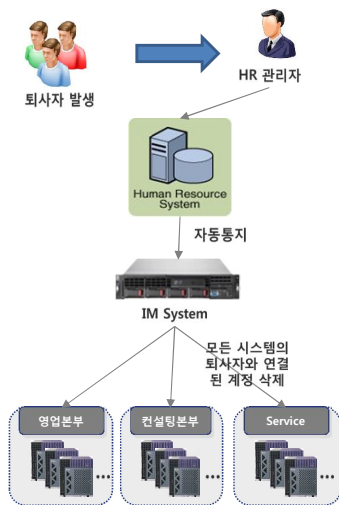 퇴사자 발생
HR 관리자
Human Resource
System
자동통지
IM System
모든 시스템의
퇴사자와 연결
된 계정 삭제
영업본부
컨설팅본부
Service
...
...
...